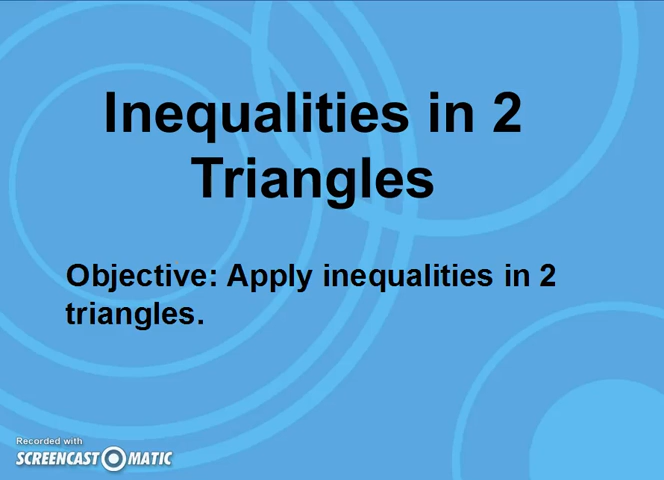 Inequalities in 2
Triangles
Objective: Apply inequalities in 2
triangles.
Recorded with
SCREENCAST MATIC